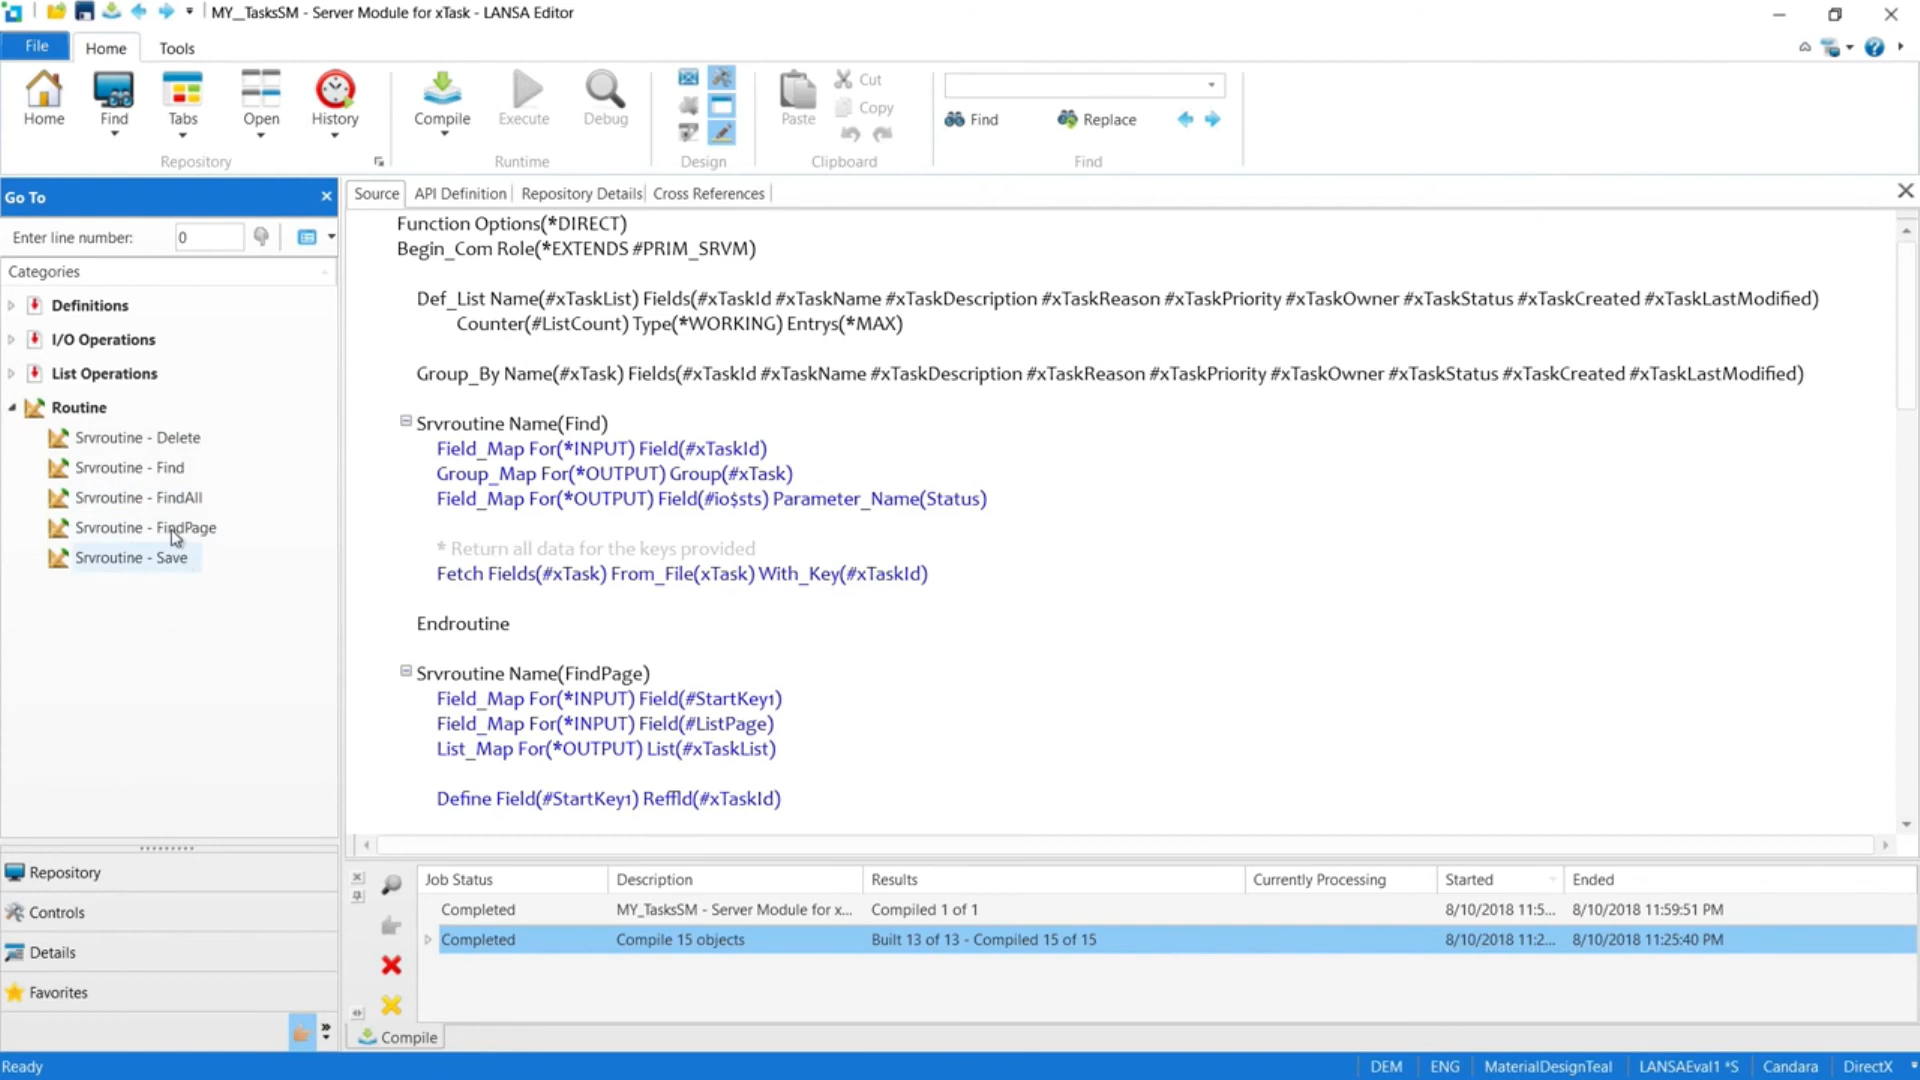 MY_TasksSM - Server Module for xTask - LANSA Editor
File
Home
Tools
Home
Find
Tabs
Open
History
Compile
Execute
Debug
Paste
Cut
Copy
Find
Replace
Repository
Runtime
Design
Clipboard
Find
Go To
Enter line number:
0
Categories
Definitions
I/O Operations
List Operations
Routine
Srvroutine - Delete
Srvroutine - Find
Srvroutine - FindAll
Srvroutine - FindPage
Srvroutine - Save
Repository
Controls
Details
Favorites
Source
API Definition
Repository Details
Cross References
Function Options(*DIRECT)
Begin_Com Role(*EXTENDS #PRIM_SRVM)
Def_List Name(#xTaskList) Fields(#xTaskId #xTaskName #xTaskDescription #xTaskReason #xTaskPriority #xTaskOwner #xTaskStatus #xTaskCreated #xTaskLastModified)
Counter(#ListCount) Type(*WORKING) Entrys(*MAX)
Group_By Name(#xTask) Fields(#xTaskId #xTaskName #xTaskDescription #xTaskReason #xTaskPriority #xTaskOwner #xTaskStatus #xTaskCreated #xTaskLastModified)
Srvroutine Name(Find)
Field_Map For(*INPUT) Field(#xTaskId)
Group_Map For(*OUTPUT) Group(#xTask)
Field_Map For(*OUTPUT) Field(#io$sts) Parameter_Name(Status)
* Return all data for the keys provided
Fetch Fields(#xTask) From_File(xTask) With_Key(#xTaskId)
Endroutine
Srvroutine Name(FindPage)
Field_Map For(*INPUT) Field(#StartKey1)
Field_Map For(*INPUT) Field(#ListPage)
List_Map For(*OUTPUT) List(#xTaskList)
Define Field(#StartKey1) Reffld(#xTaskId)
Job Status
Description
Results
Currently Processing
Started
Ended
Completed
MY_TasksSM - Server Module for x...
Compiled 1 of 1
8/10/2018 11:5...
8/10/2018 11:59:51 PM
Completed
Compile 15 objects
Built 13 of 13 - Compiled 15 of 15
8/10/2018 11:2...
8/10/2018 11:25:40 PM
Compile
Ready
DEM
ENG
MaterialDesignTeal
LANSAEval1 *S
Candara
DirectX